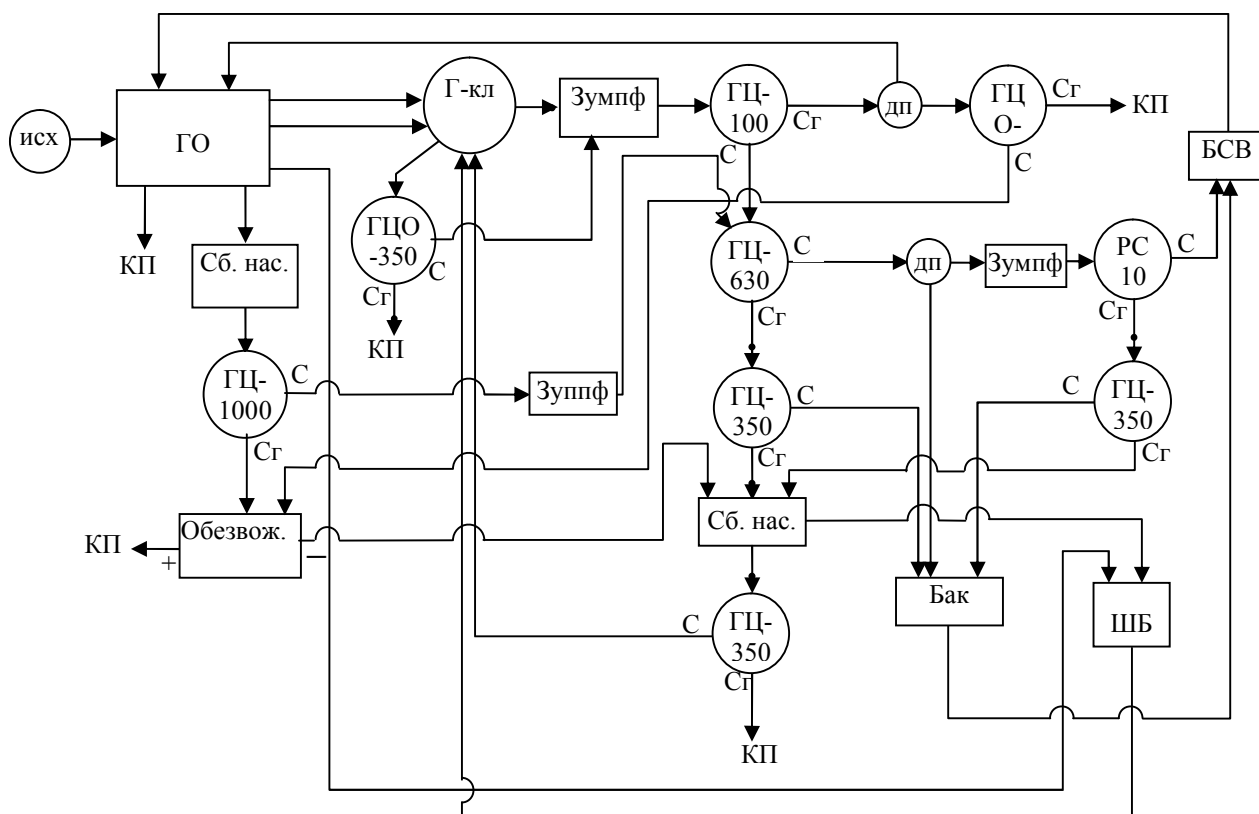 Г-кл
Зумпф
ГЦ-
100
Сг
С
дп
ГЦ
О-
Сг
КП
С
исх
ГО
БСВ
КП
Сб. нас.
ГЦО
-350
С
Сг
КП
ГЦ-
630
С
Сг
дп
Зумпф
РС
10
С
Сг
ГЦ-
1000
С
Сг
Зуппф
ГЦ-
350
С
Сг
С
ГЦ-
350
Сг
КП
+
Обезвож.
–
Сб. нас.
Бак
ШБ
С
ГЦ-
350
Сг
КП